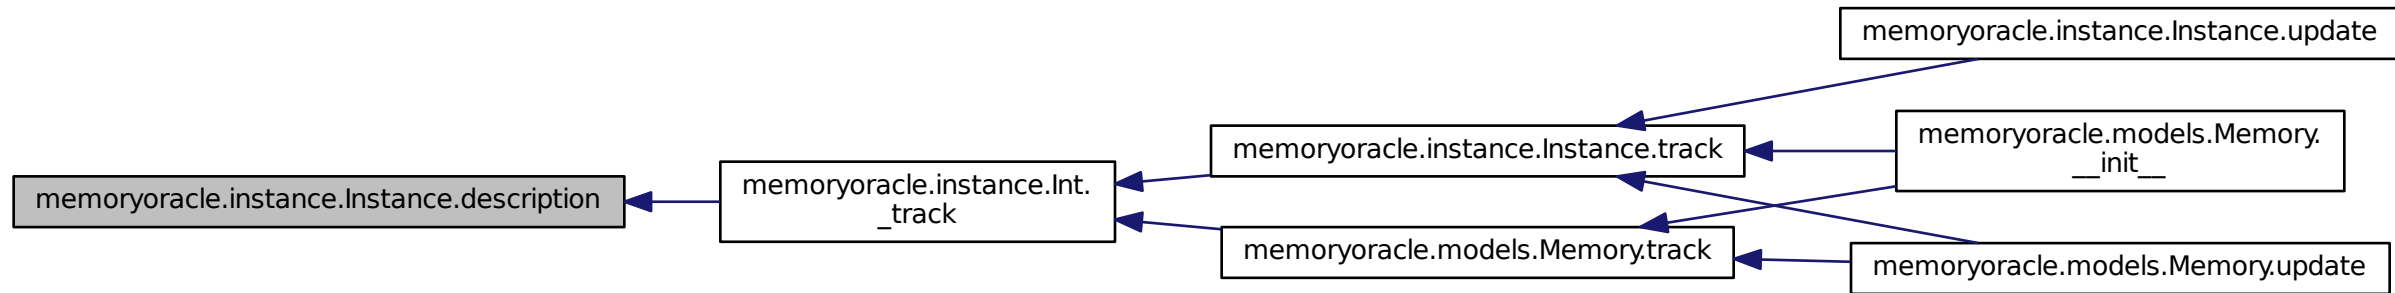 memoryoracle.instance.Instance.update
memoryoracle.models.Memory.
__init__
memoryoracle.instance.Instance.track
memoryoracle.instance.Int.
_track
memoryoracle.instance.Instance.description
memoryoracle.models.Memory.track
memoryoracle.models.Memory.update